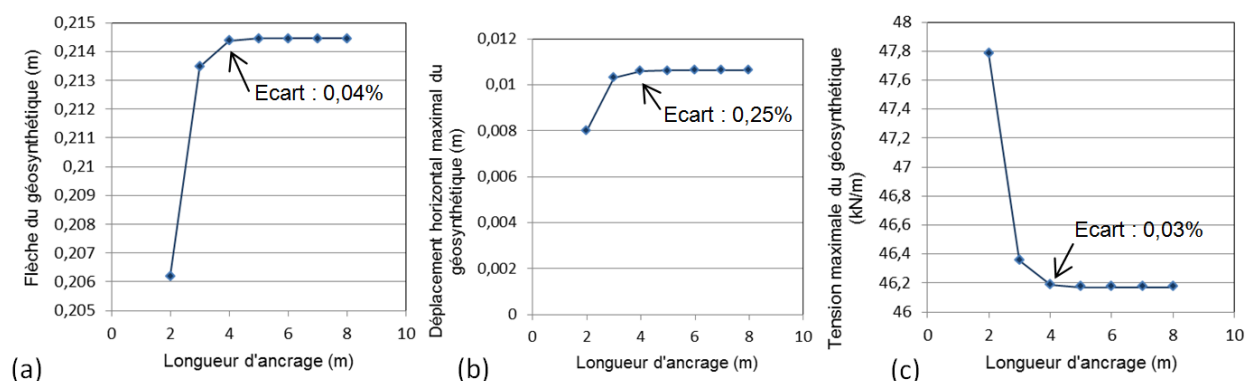 Flèche du géosynthétique (m)
0,215
0,214
0,213
0,212
0,211
0,21
0,209
0,208
0,207
0,206
0,205
Ecart : 0,04%
0 2 4 6 8 10
(a)
Longueur d'ancrage (m)
Déplacement horizontal maximal du
géosynthétique (m)
0,012
0,01
0,008
0,006
0,004
0,002
0
Ecart : 0,25%
0 2 4 6 8 10
(b)
Longueur d'ancrage (m)
Tension maximale du géosynthétique
(kN/m)
48
47,8
47,6
47,4
47,2
47
46,8
46,6
46,4
46,2
46
Ecart : 0,03%
0 2 4 6 8 10
(c)
Longueur d'ancrage (m)